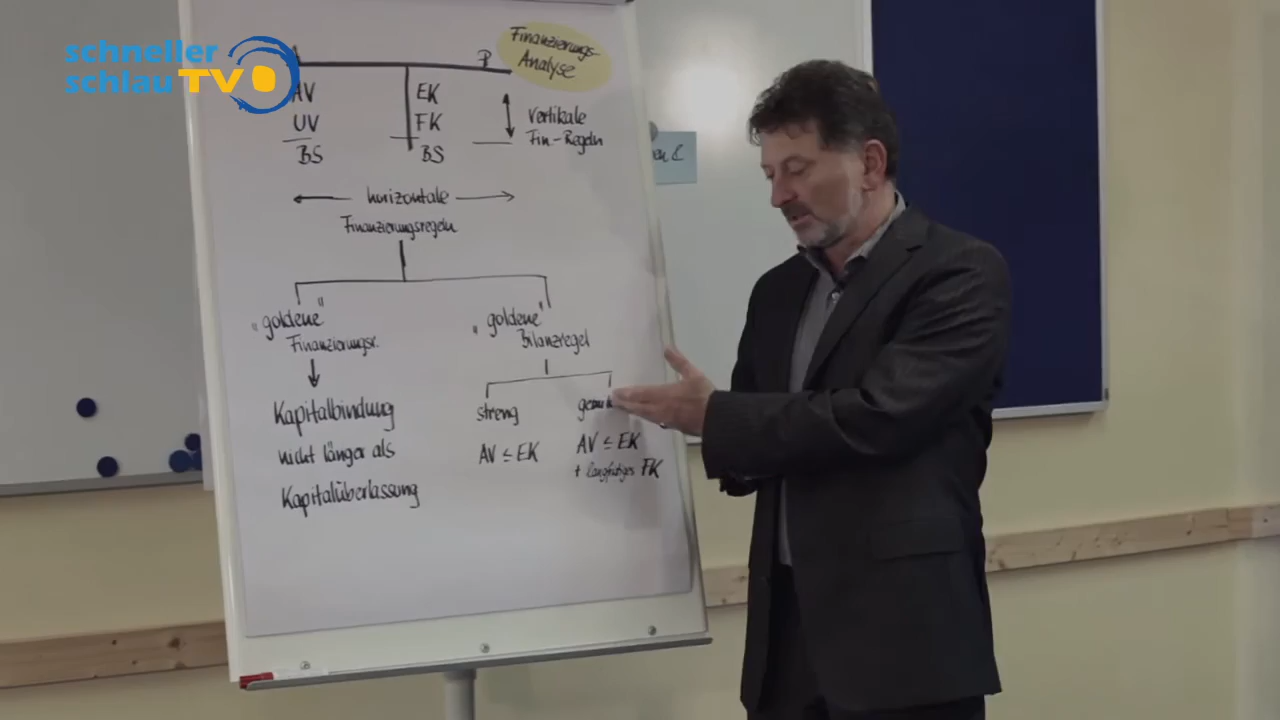 schneller
schlau TV
Finanzierungs-
Analyse
P
AV EK
UV FK
BS BS
vertikale
Fin-Regeln
horizontale
Finanzierungsregeln
"goldene"
Finanzierungsr.
"goldene"
Bilanzregel
Kapitalbindung
nicht länger als
Kapitalüberlassung
streng
AV ≤ EK
AV ≤ EK
+ langfristiges FK